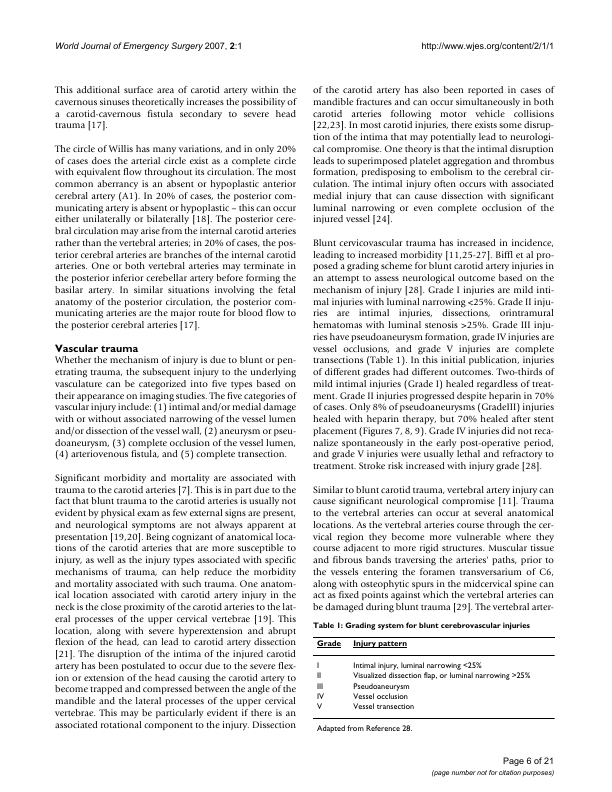 World Journal of Emergency Surgery 2007, 2:1
http://www.wjes.org/content/2/1/1
This additional surface area of carotid artery within the
cavernous sinuses theoretically increases the possibility of
a carotid-cavernous fistula secondary to severe head
trauma [17].
The circle of Willis has many variations, and in only 20%
of cases does the arterial circle exist as a complete circle
with equivalent flow throughout its circulation. The most
common aberrancy is an absent or hypoplastic anterior
cerebral artery (A1). In 20% of cases, the posterior com-
municating artery is absent or hypoplastic – this can occur
either unilaterally or bilaterally [18]. The posterior cere-
bral circulation may arise from the internal carotid arteries
rather than the vertebral arteries; in 20% of cases, the pos-
terior cerebral arteries are branches of the internal carotid
arteries. One or both vertebral arteries may terminate in
the posterior inferior cerebellar artery before forming the
basilar artery. In similar situations involving the fetal
anatomy of the posterior circulation, the posterior com-
municating arteries are the major route for blood flow to
the posterior cerebral arteries [17].
Vascular trauma
Whether the mechanism of injury is due to blunt or pen-
etrating trauma, the subsequent injury to the underlying
vasculature can be categorized into five types based on
their appearance on imaging studies. The five categories of
vascular injury include: (1) intimal and/or medial damage
with or without associated narrowing of the vessel lumen
and/or dissection of the vessel wall, (2) aneurysm or pseu-
doaneurysm, (3) complete occlusion of the vessel lumen,
(4) arteriovenous fistula, and (5) complete transection.
Significant morbidity and mortality are associated with
trauma to the carotid arteries [7]. This is in part due to the
fact that blunt trauma to the carotid arteries is usually not
evident by physical exam as few external signs are present,
and neurological symptoms are not always apparent at
presentation [19,20]. Being cognizant of anatomical loca-
tions of the carotid arteries that are more susceptible to
injury, as well as the injury types associated with specific
mechanisms of trauma, can help reduce the morbidity
and mortality associated with such trauma. One anatom-
ical location associated with carotid artery injury in the
neck is the close proximity of the carotid arteries to the lat-
eral processes of the upper cervical vertebrae [19]. This
location, along with severe hyperextension and abrupt
flexion of the head, can lead to carotid artery dissection
[21]. The disruption of the intima of the injured carotid
artery has been postulated to occur due to the severe flex-
ion or extension of the head causing the carotid artery to
become trapped and compressed between the angle of the
mandible and the lateral processes of the upper cervical
vertebrae. This may be particularly evident if there is an
associated rotational component to the injury. Dissection
of the carotid artery has also been reported in cases of
mandible fractures and can occur simultaneously in both
carotid arteries following motor vehicle collisions
[22,23]. In most carotid injuries, there exists some disrup-
tion of the intima that may potentially lead to neurologi-
cal compromise. One theory is that the intimal disruption
leads to superimposed platelet aggregation and thrombus
formation, predisposing to embolism to the cerebral cir-
culation. The intimal injury often occurs with associated
medial injury that can cause dissection with significant
luminal narrowing or even complete occlusion of the
injured vessel [24].
Blunt cervicovascular trauma has increased in incidence,
leading to increased morbidity [11,25-27]. Biffl et al pro-
posed a grading scheme for blunt carotid artery injuries in
an attempt to assess neurological outcome based on the
mechanism of injury [28]. Grade I injuries are mild inti-
mal injuries with luminal narrowing <25%. Grade II inju-
ries are intimal injuries, dissections, orintramural
hematomas with luminal stenosis >25%. Grade III inju-
ries have pseudoaneurysm formation, grade IV injuries are
vessel occlusions, and grade V injuries are complete
transections (Table 1). In this initial publication, injuries
of different grades had different outcomes. Two-thirds of
mild intimal injuries (Grade I) healed regardless of treat-
ment. Grade II injuries progressed despite heparin in 70%
of cases. Only 8% of pseudoaneurysms (GradeIII) injuries
healed with heparin therapy, but 70% healed after stent
placement (Figures 7, 8, 9). Grade IV injuries did not reca-
nalize spontaneously in the early post-operative period,
and grade V injuries were usually lethal and refractory to
treatment. Stroke risk increased with injury grade [28].
Similar to blunt carotid trauma, vertebral artery injury can
cause significant neurological compromise [11]. Trauma
to the vertebral arteries can occur at several anatomical
locations. As the vertebral arteries course through the cer-
vical region they become more vulnerable where they
course adjacent to more rigid structures. Muscular tissue
and fibrous bands traversing the arteries' paths, prior to
the vessels entering the foramen transversarium of C6,
along with osteophytic spurs in the midcervical spine can
act as fixed points against which the vertebral arteries can
be damaged during blunt trauma [29]. The vertebral arter-
Table 1: Grading system for blunt cerebrovascular injuries
Grade Injury pattern
I Intimal injury, luminal narrowing <25%
II Visualized dissection flap, or luminal narrowing >25%
III Pseudoaneurysm
IV Vessel occlusion
V Vessel transection
Adapted from Reference 28.
Page 6 of 21
(page number not for citation purposes)